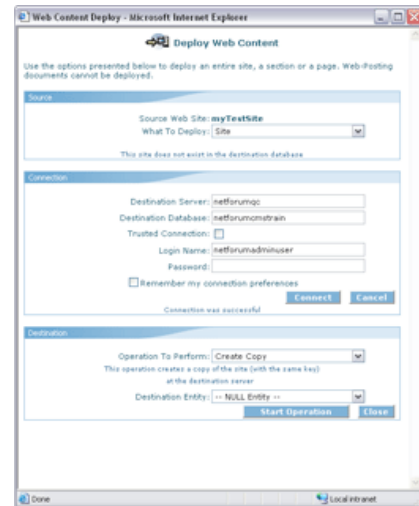 Web Content Deploy - Microsoft Internet Explorer
Deploy Web Content
Use the options presented below to deploy an entire site, a section or a page. Web-Posting
documents cannot be deployed.
Source
Source Web Site: myTestSite
What To Deploy: Site
This site does not exist in the destination database
Connection
Destination Server: netforumqc
Destination Database: netforumcmstrain
Trusted Connection:
Login Name: netforumadminuser
Password:
Remember my connection preferences
Connect Cancel
Connection was successful
Destination
Operation To Perform: Create Copy
This operation creates a copy of the site (with the same key)
at the destination server
Destination Entity: -- NULL Entity --
Start Operation Close
Done Local intranet